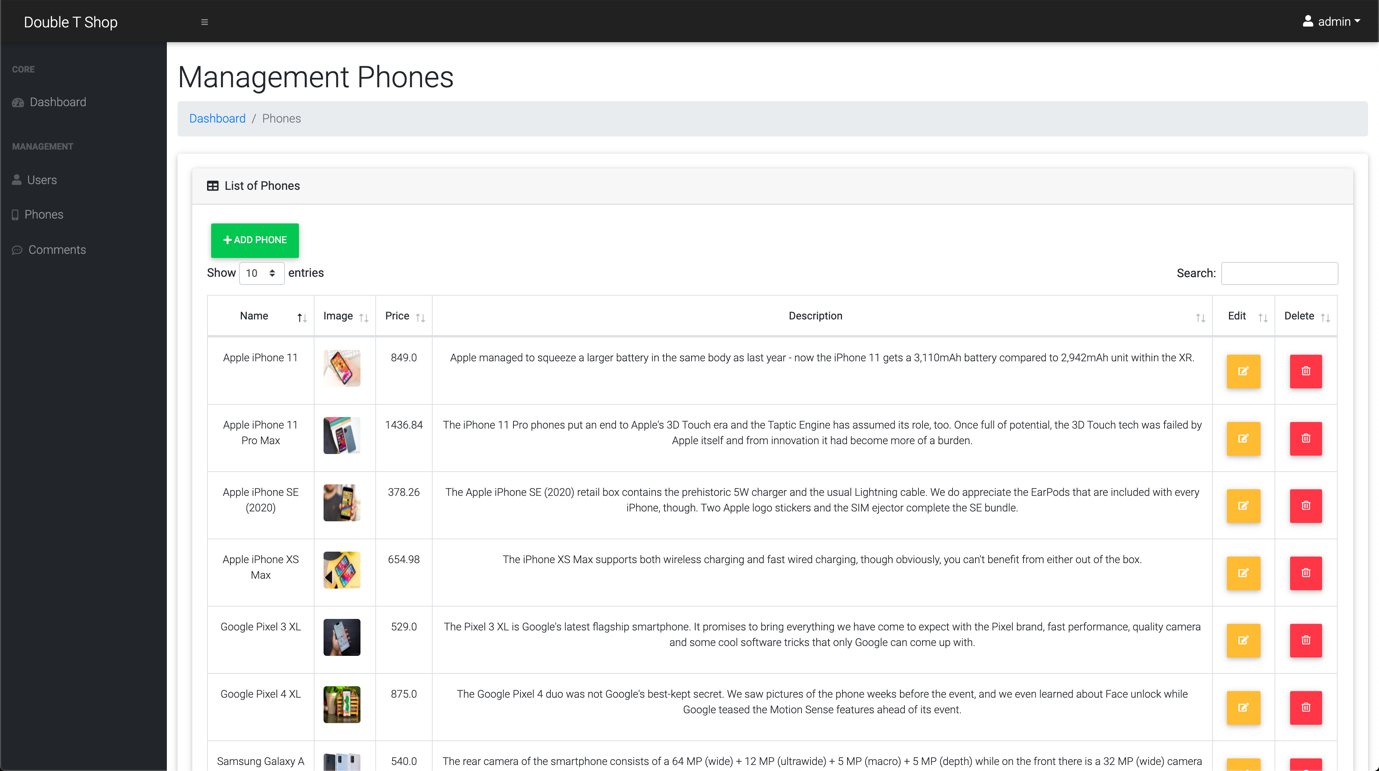 Double T Shop
admin
CORE
Dashboard
MANAGEMENT
Users
Phones
Comments
Management Phones
Dashboard / Phones
List of Phones
+ ADD PHONE
Show 10 entries
Search:
Name Image Price Description Edit Delete
Apple iPhone 11 849.0 Apple managed to squeeze a larger battery in the same body as last year - now the iPhone 11 gets a 3,110mAh battery compared to 2,942mAh unit within the XR.
Apple iPhone 11 1436.84 The iPhone 11 Pro phones put an end to Apple's 3D Touch era and the Taptic Engine has assumed its role, too. Once full of potential, the 3D Touch tech was failed by
Pro Max Apple itself and from innovation it had become more of a burden.
Apple iPhone SE 378.26 The Apple iPhone SE (2020) retail box contains the prehistoric 5W charger and the usual Lightning cable. We do appreciate the EarPods that are included with every
(2020) iPhone, though. Two Apple logo stickers and the SIM ejector complete the SE bundle.
Apple iPhone XS 654.98 The iPhone XS Max supports both wireless charging and fast wired charging, though obviously, you can't benefit from either out of the box.
Max
Google Pixel 3 XL 529.0 The Pixel 3 XL is Google's latest flagship smartphone. It promises to bring everything we have come to expect with the Pixel brand, fast performance, quality camera
and some cool software tricks that only Google can come up with.
Google Pixel 4 XL 875.0 The Google Pixel 4 duo was not Google's best-kept secret. We saw pictures of the phone weeks before the event, and we even learned about Face unlock while
Google teased the Motion Sense features ahead of its event.
Samsung Galaxy A 540.0 The rear camera of the smartphone consists of a 64 MP (wide) + 12 MP (ultrawide) + 5 MP (macro) + 5 MP (depth) while on the front there is a 32 MP (wide) camera